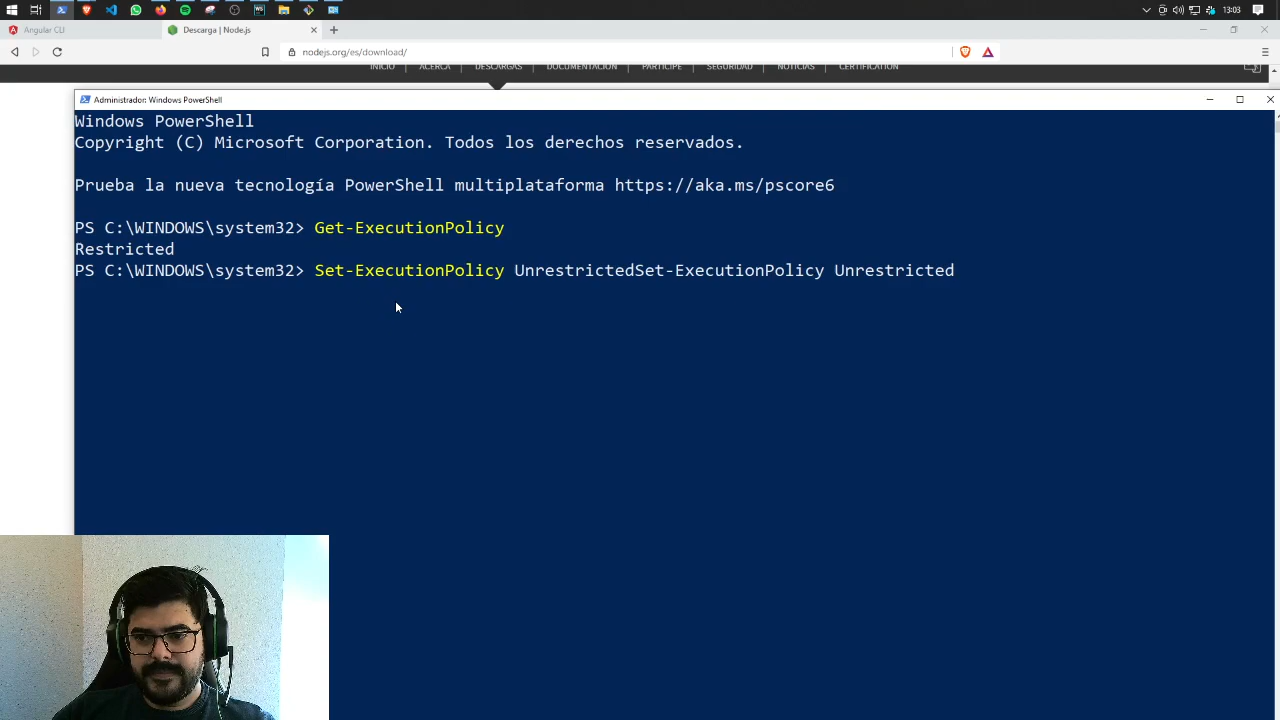 13:03
Angular CLI
Descarga | Node.js
nodejs.org/es/download/
INICIO | ACERCA | DESCARGAS | DOCUMENTACIÓN | PARTICIPE | SEGURIDAD | NOTICIAS | CERTIFICATION
Administrador: Windows PowerShell
Windows PowerShell
Copyright (C) Microsoft Corporation. Todos los derechos reservados.
Prueba la nueva tecnología PowerShell multiplataforma https://aka.ms/pscore6
PS C:\WINDOWS\system32> Get-ExecutionPolicy
Restricted
PS C:\WINDOWS\system32> Set-ExecutionPolicy UnrestrictedSet-ExecutionPolicy Unrestricted